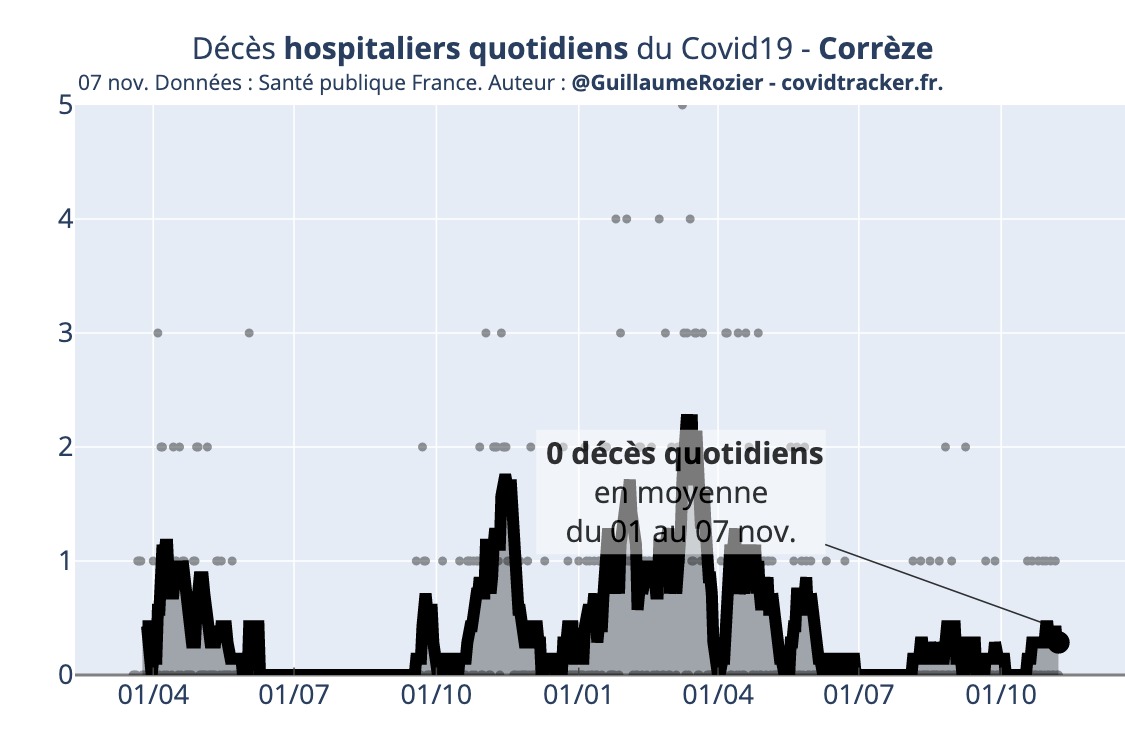 Décès hospitaliers quotidiens du Covid19 - Corrèze
07 nov. Données : Santé publique France. Auteur : @GuillaumeRozier - covidtracker.fr.
5
4
3
2
1
0
0 décès quotidiens
en moyenne
du 01 au 07 nov.
01/04 01/07 01/10 01/01 01/04 01/07 01/10